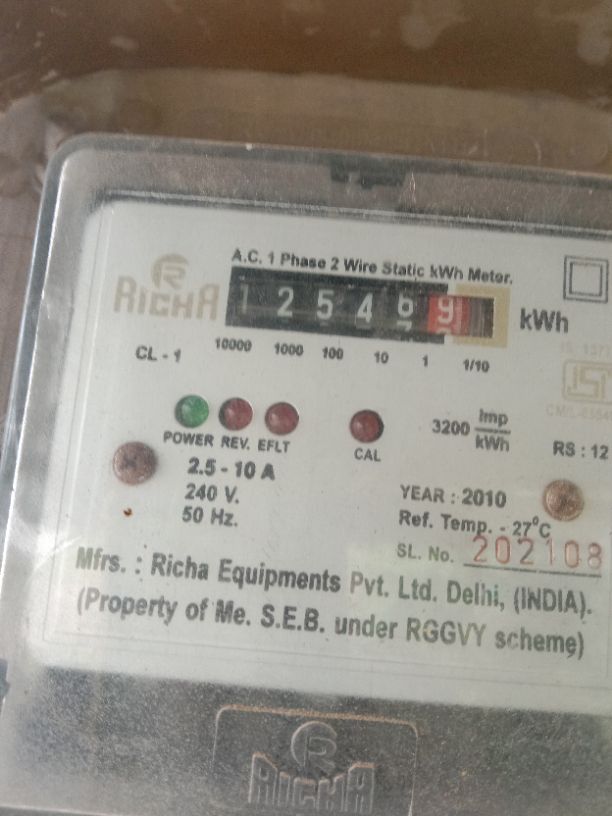 A.C. 1 Phase 2 Wire Static kWh Meter.
RICHA
1 2 5 4 6 9 kWh
CL - 1
10000 1000 100 10 1 1/10
POWER REV. EFLT CAL
3200 Imp/kWh
RS : 12
2.5 - 10 A
240 V.
50 Hz.
YEAR : 2010
Ref. Temp. - 27°C
SL. No. 202108
Mfrs. : Richa Equipments Pvt. Ltd. Delhi, (INDIA).
(Property of Me. S.E.B. under RGGVY scheme)
RICHA